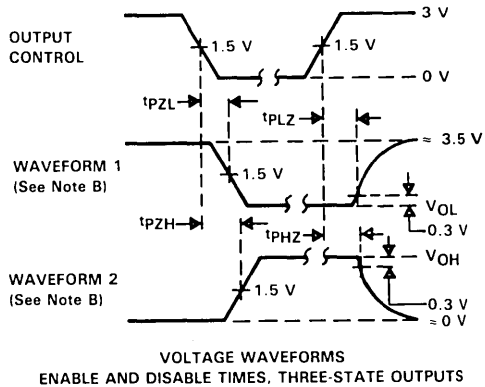 3 V
OUTPUT
CONTROL
1.5 V
1.5 V
0 V
tPZL
tPLZ
≈ 3.5 V
WAVEFORM 1
(See Note B)
1.5 V
VOL
0.3 V
tPZH
tPHZ
VOH
WAVEFORM 2
(See Note B)
1.5 V
0.3 V
≈ 0 V
VOLTAGE WAVEFORMS
ENABLE AND DISABLE TIMES, THREE-STATE OUTPUTS